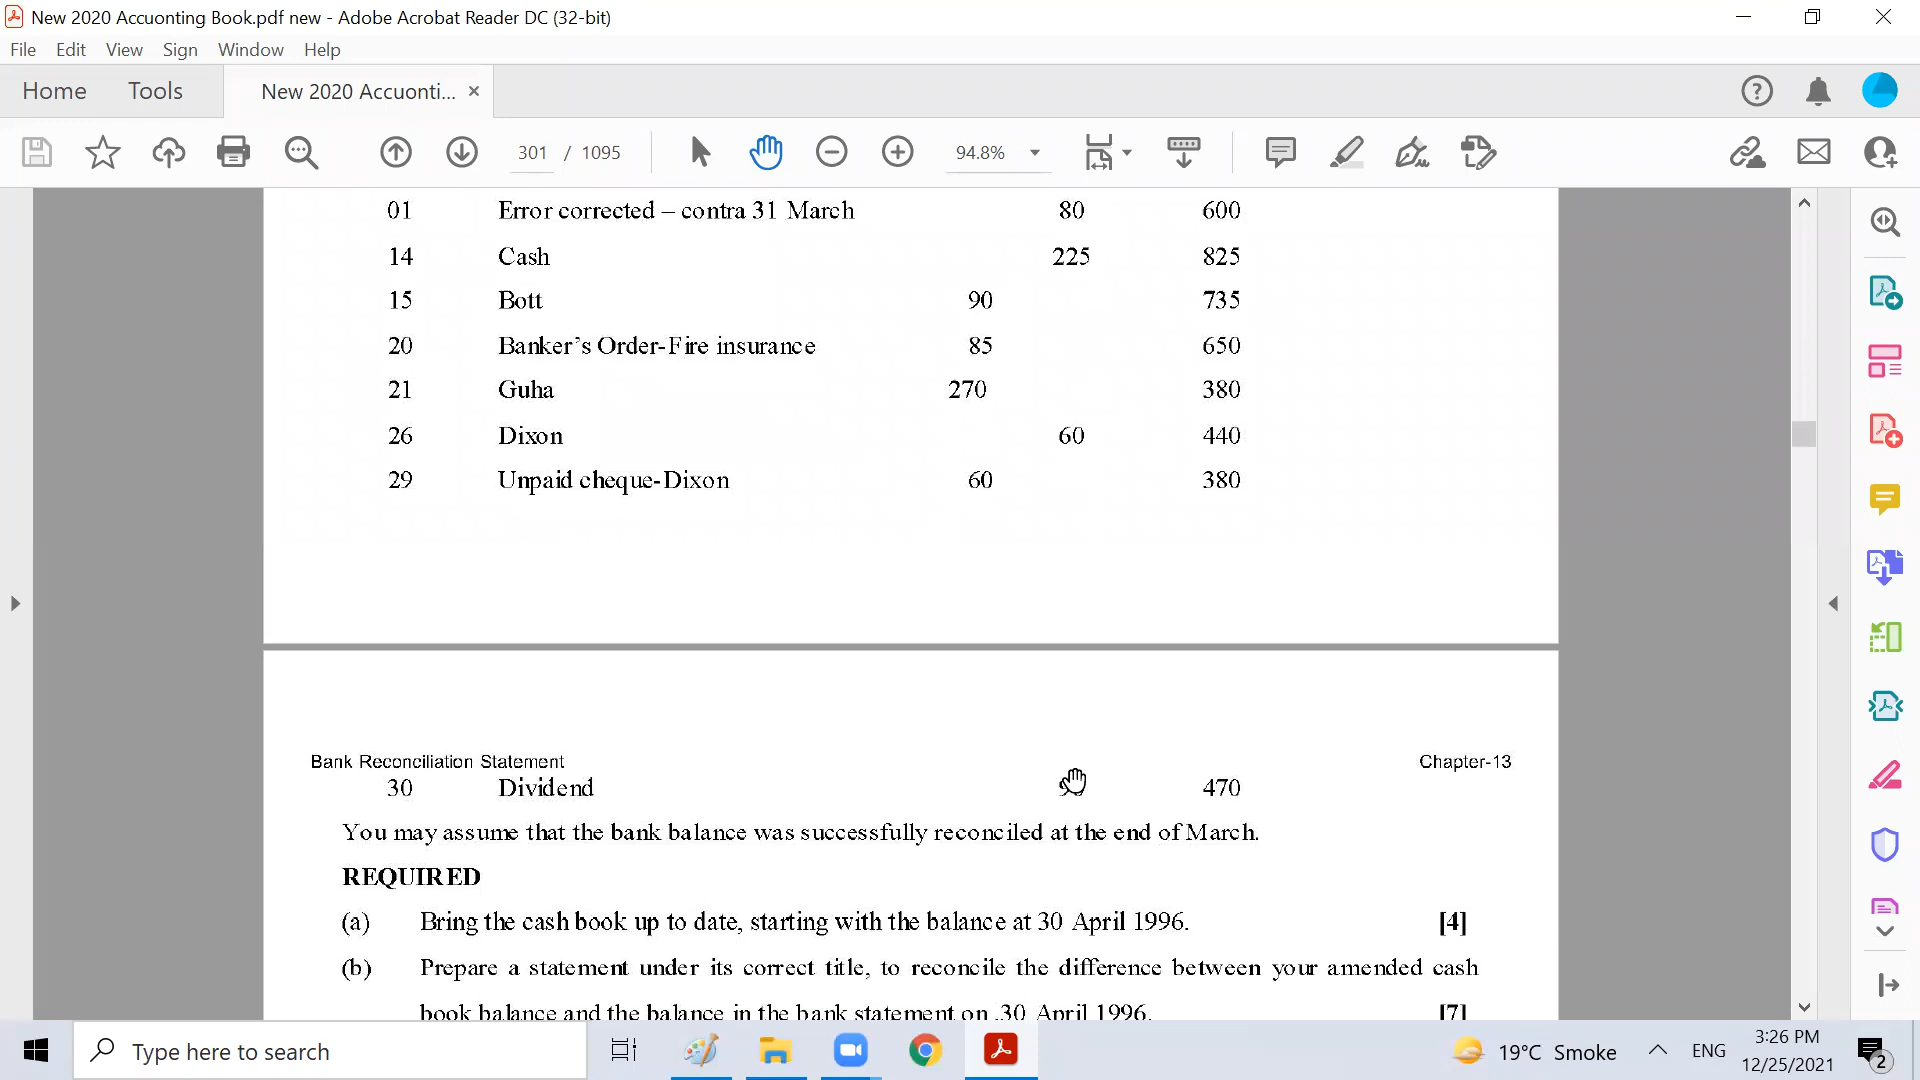 New 2020 Accuonting Book.pdf new - Adobe Acrobat Reader DC (32-bit)
File Edit View Sign Window Help
Home Tools New 2020 Accuonti... ×
301 / 1095 94.8%
01 Error corrected – contra 31 March 80 600
14 Cash 225 825
15 Bott 90 735
20 Banker's Order-Fire insurance 85 650
21 Guha 270 380
26 Dixon 60 440
29 Unpaid cheque-Dixon 60 380
Bank Reconciliation Statement Chapter-13
30 Dividend 470
You may assume that the bank balance was successfully reconciled at the end of March.
REQUIRED
(a) Bring the cash book up to date, starting with the balance at 30 April 1996. [4]
(b) Prepare a statement under its correct title, to reconcile the difference between your amended cash
book balance and the balance in the bank statement on .30 April 1996. [7]
Type here to search
19°C Smoke
ENG
3:26 PM
12/25/2021
2